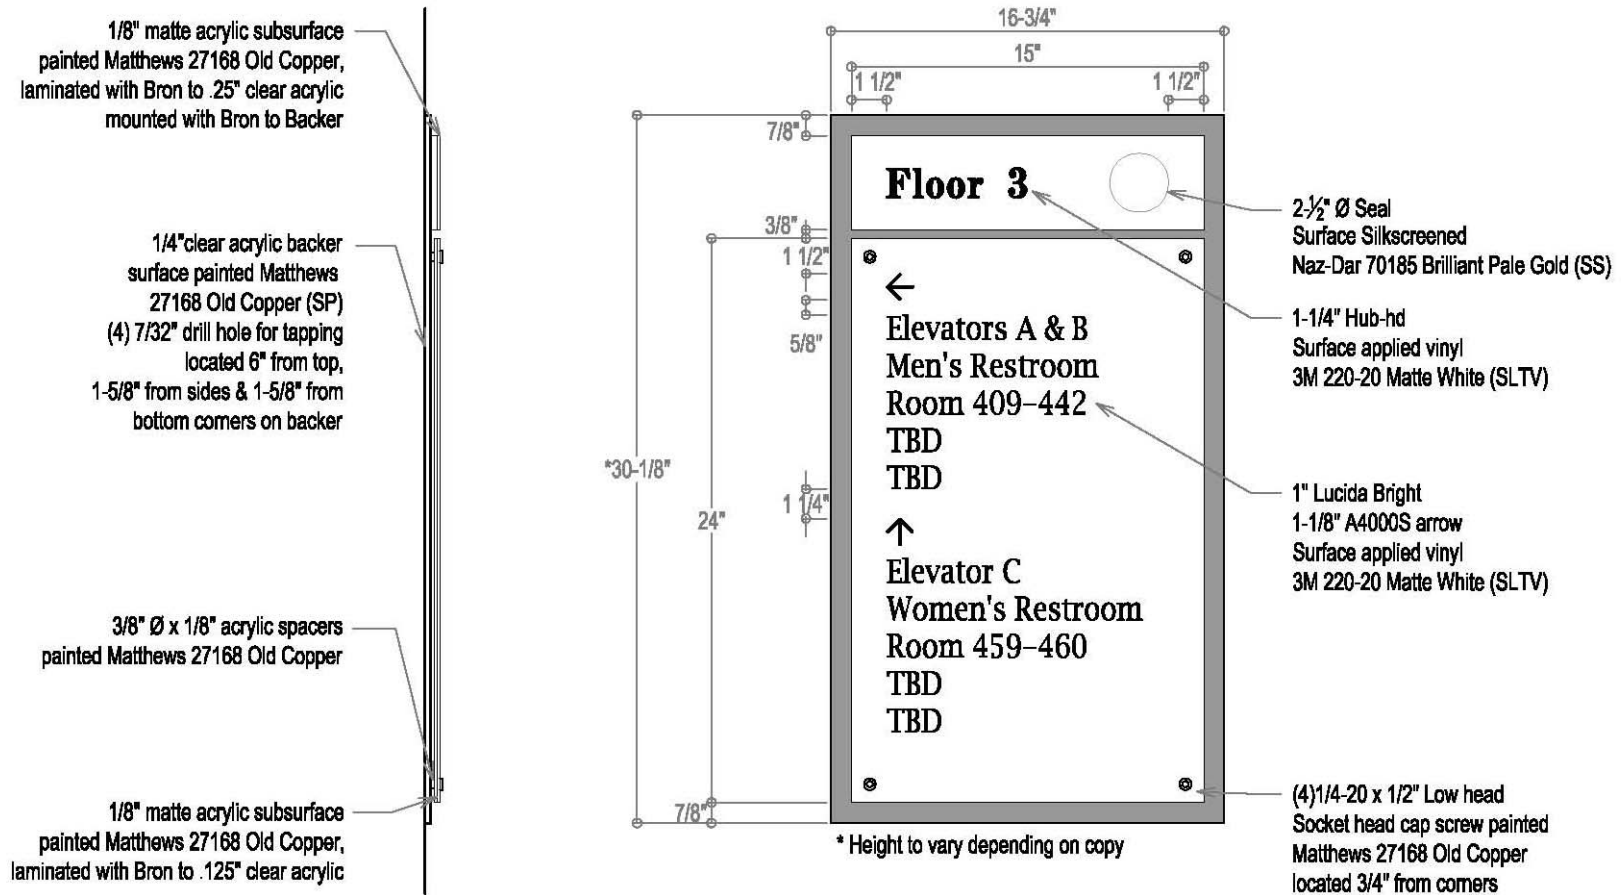 1/8" matte acrylic subsurface
painted Matthews 27168 Old Copper,
laminated with Bron to .25" clear acrylic
mounted with Bron to Backer
1/4"clear acrylic backer
surface painted Matthews
27168 Old Copper (SP)
(4) 7/32" drill hole for tapping
located 6" from top,
1-5/8" from sides & 1-5/8" from
bottom corners on backer
3/8" Ø x 1/8" acrylic spacers
painted Matthews 27168 Old Copper
1/8" matte acrylic subsurface
painted Matthews 27168 Old Copper,
laminated with Bron to .125" clear acrylic
16-3/4"
15"
1 1/2"
1 1/2"
7/8"
3/8"
1 1/2"
5/8"
*30-1/8"
24"
1 1/4"
7/8"
Floor 3
←
Elevators A & B
Men's Restroom
Room 409–442
TBD
TBD
↑
Elevator C
Women's Restroom
Room 459–460
TBD
TBD
* Height to vary depending on copy
2-½" Ø Seal
Surface Silkscreened
Naz-Dar 70185 Brilliant Pale Gold (SS)
1-1/4" Hub-hd
Surface applied vinyl
3M 220-20 Matte White (SLTV)
1" Lucida Bright
1-1/8" A4000S arrow
Surface applied vinyl
3M 220-20 Matte White (SLTV)
(4)1/4-20 x 1/2" Low head
Socket head cap screw painted
Matthews 27168 Old Copper
located 3/4" from corners